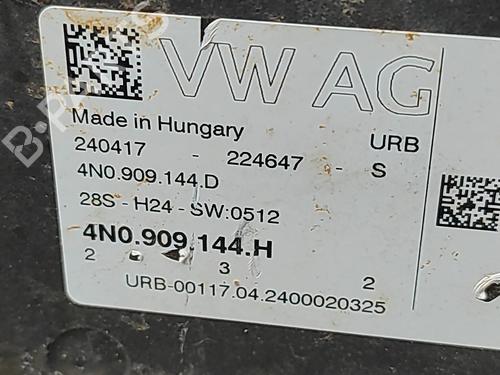 VW AG
Made in Hungary URB
240417 - 224647 - S
4N0.909.144.D
28S - H24 - SW:0512
4N0.909.144.H
2 3 2
URB-00117.04.2400020325